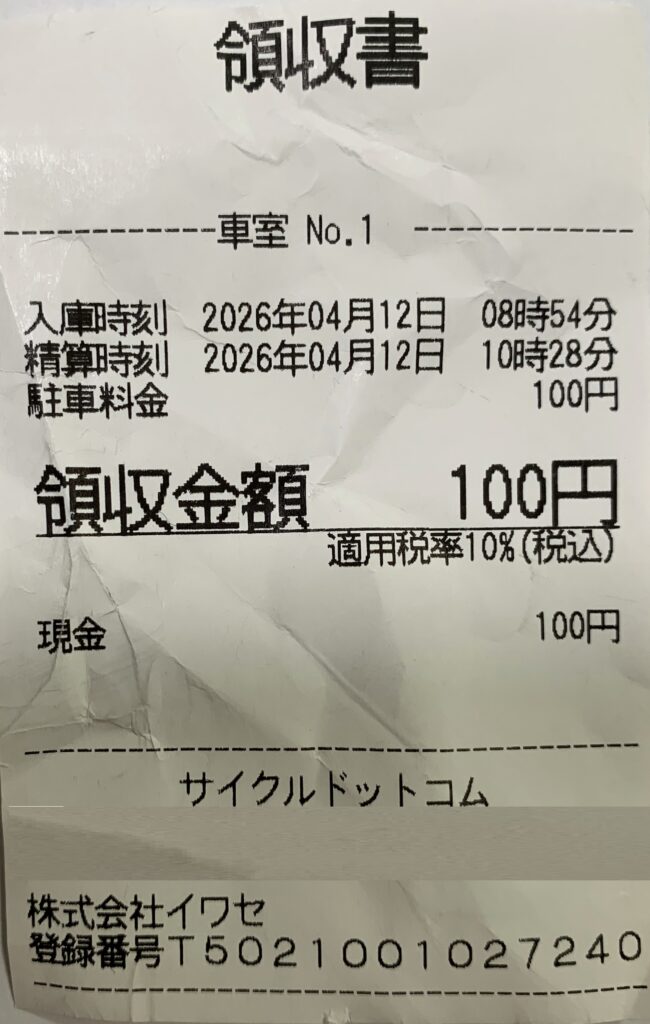 領収書
車室 No.1
入庫時刻 2026年04月12日 08時54分
精算時刻 2026年04月12日 10時28分
駐車料金 100円
領収金額 100円
適用税率10%(税込)
現金 100円
サイクルドットコム
株式会社イワセ
登録番号T5021001027240